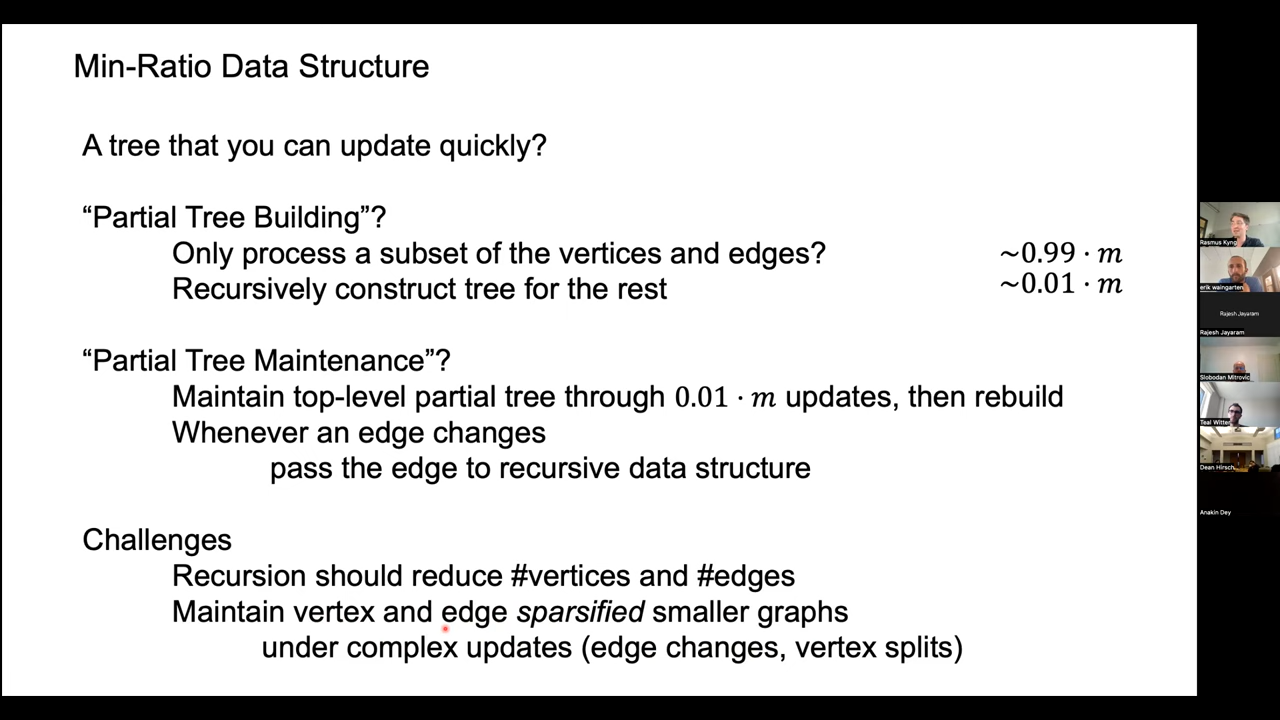 Min-Ratio Data Structure
A tree that you can update quickly?
“Partial Tree Building”?
Only process a subset of the vertices and edges? ~0.99 · m
Recursively construct tree for the rest ~0.01 · m
“Partial Tree Maintenance”?
Maintain top-level partial tree through 0.01 · m updates, then rebuild
Whenever an edge changes
pass the edge to recursive data structure
Challenges
Recursion should reduce #vertices and #edges
Maintain vertex and edge sparsified smaller graphs
under complex updates (edge changes, vertex splits)
Rasmus Kyng
erik waingarten
Rajesh Jayaram
Rajesh Jayaram
Slobodan Mitrovic
Teal Witter
Dean Hirsch
Anakin Dey